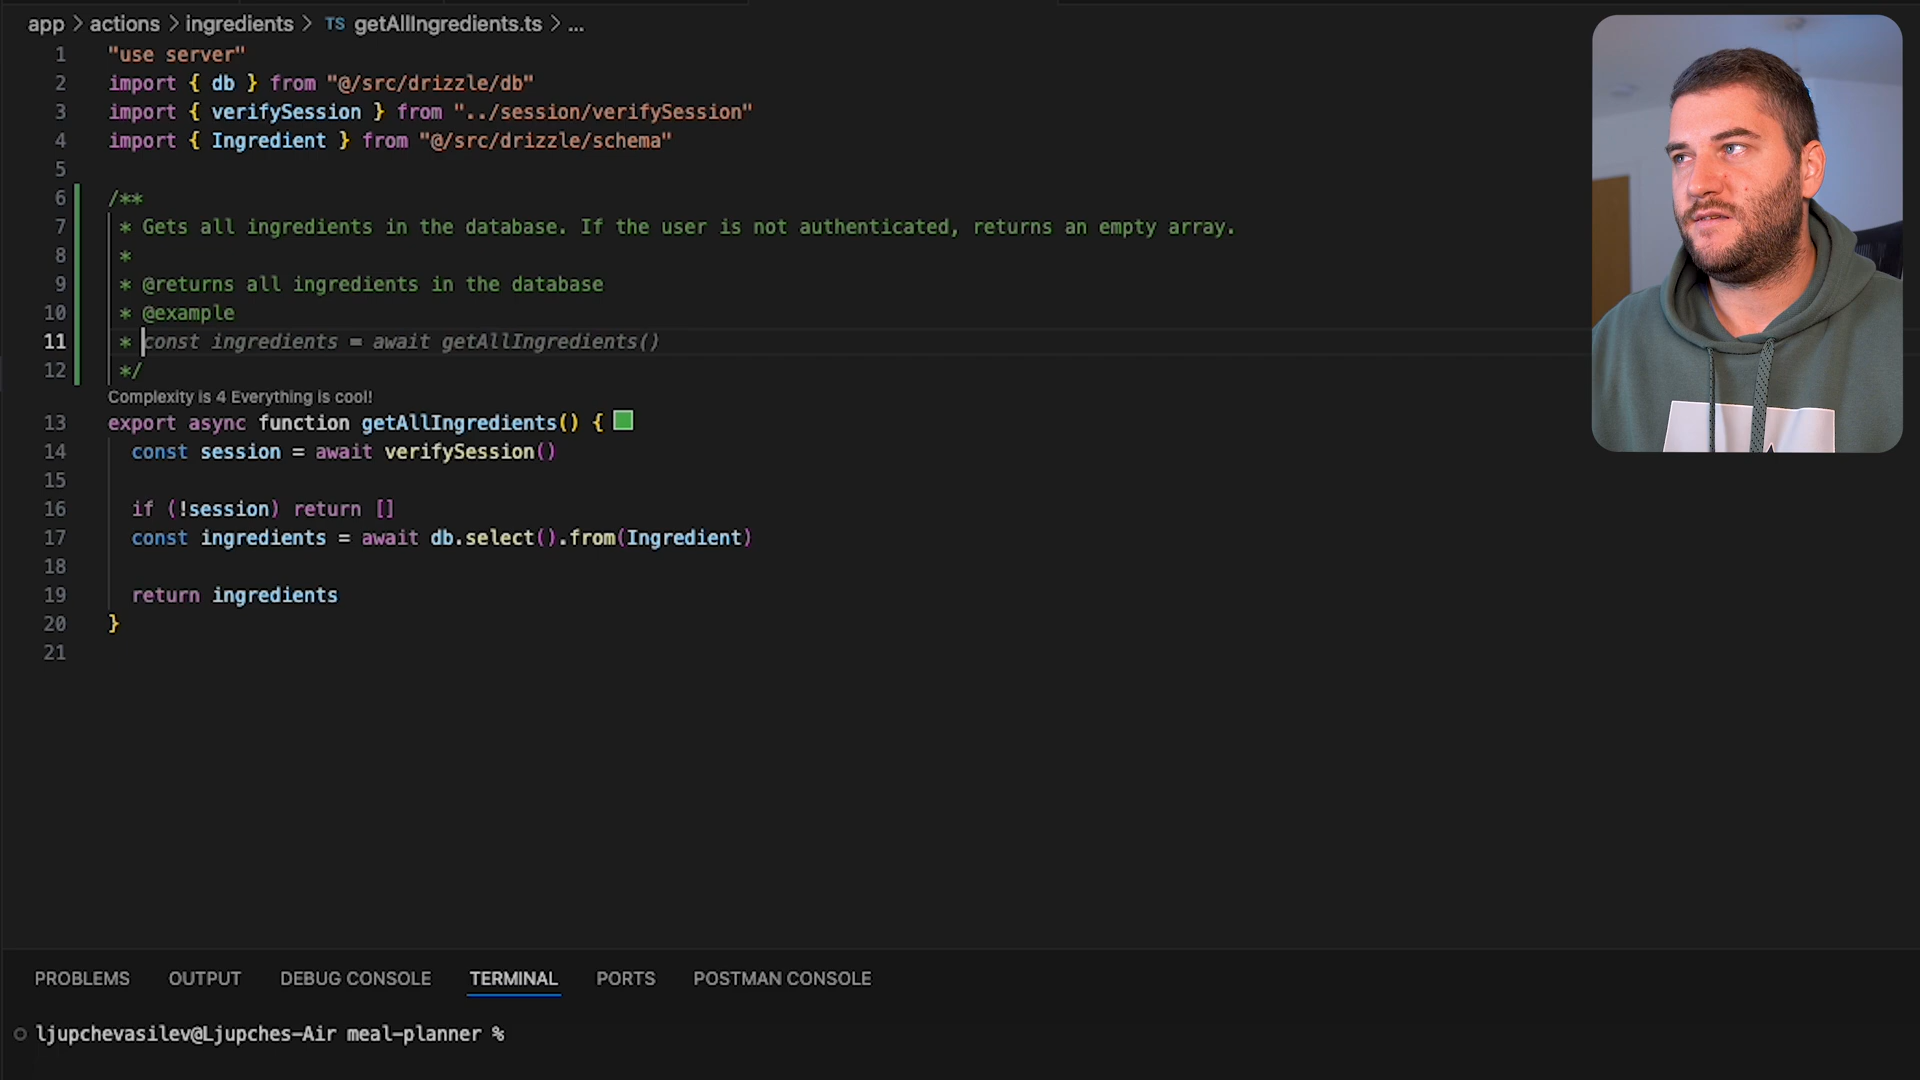 app > actions > ingredients > TS getAllIngredients.ts > ...
1 "use server"
2 import { db } from "@/src/drizzle/db"
3 import { verifySession } from "../session/verifySession"
4 import { Ingredient } from "@/src/drizzle/schema"
5
6 /**
7 * Gets all ingredients in the database. If the user is not authenticated, returns an empty array.
8 *
9 * @returns all ingredients in the database
10 * @example
11 * const ingredients = await getAllIngredients()
12 */
Complexity is 4 Everything is cool!
13 export async function getAllIngredients() {
14 const session = await verifySession()
15
16 if (!session) return []
17 const ingredients = await db.select().from(Ingredient)
18
19 return ingredients
20 }
21
PROBLEMS OUTPUT DEBUG CONSOLE TERMINAL PORTS POSTMAN CONSOLE
ljupchevasilev@Ljupches-Air meal-planner %